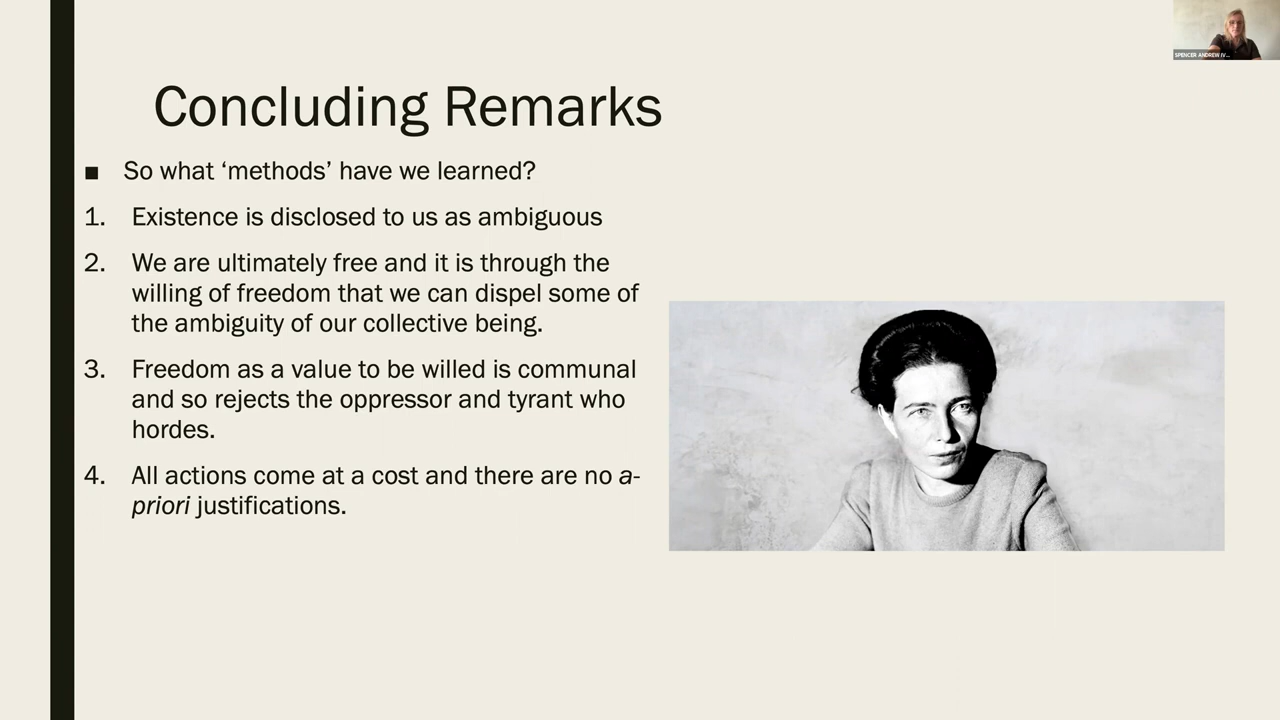 SPENCER ANDREW IV...
Concluding Remarks
■ So what ‘methods’ have we learned?
1. Existence is disclosed to us as ambiguous
2. We are ultimately free and it is through the
willing of freedom that we can dispel some of
the ambiguity of our collective being.
3. Freedom as a value to be willed is communal
and so rejects the oppressor and tyrant who
hordes.
4. All actions come at a cost and there are no a-
priori justifications.